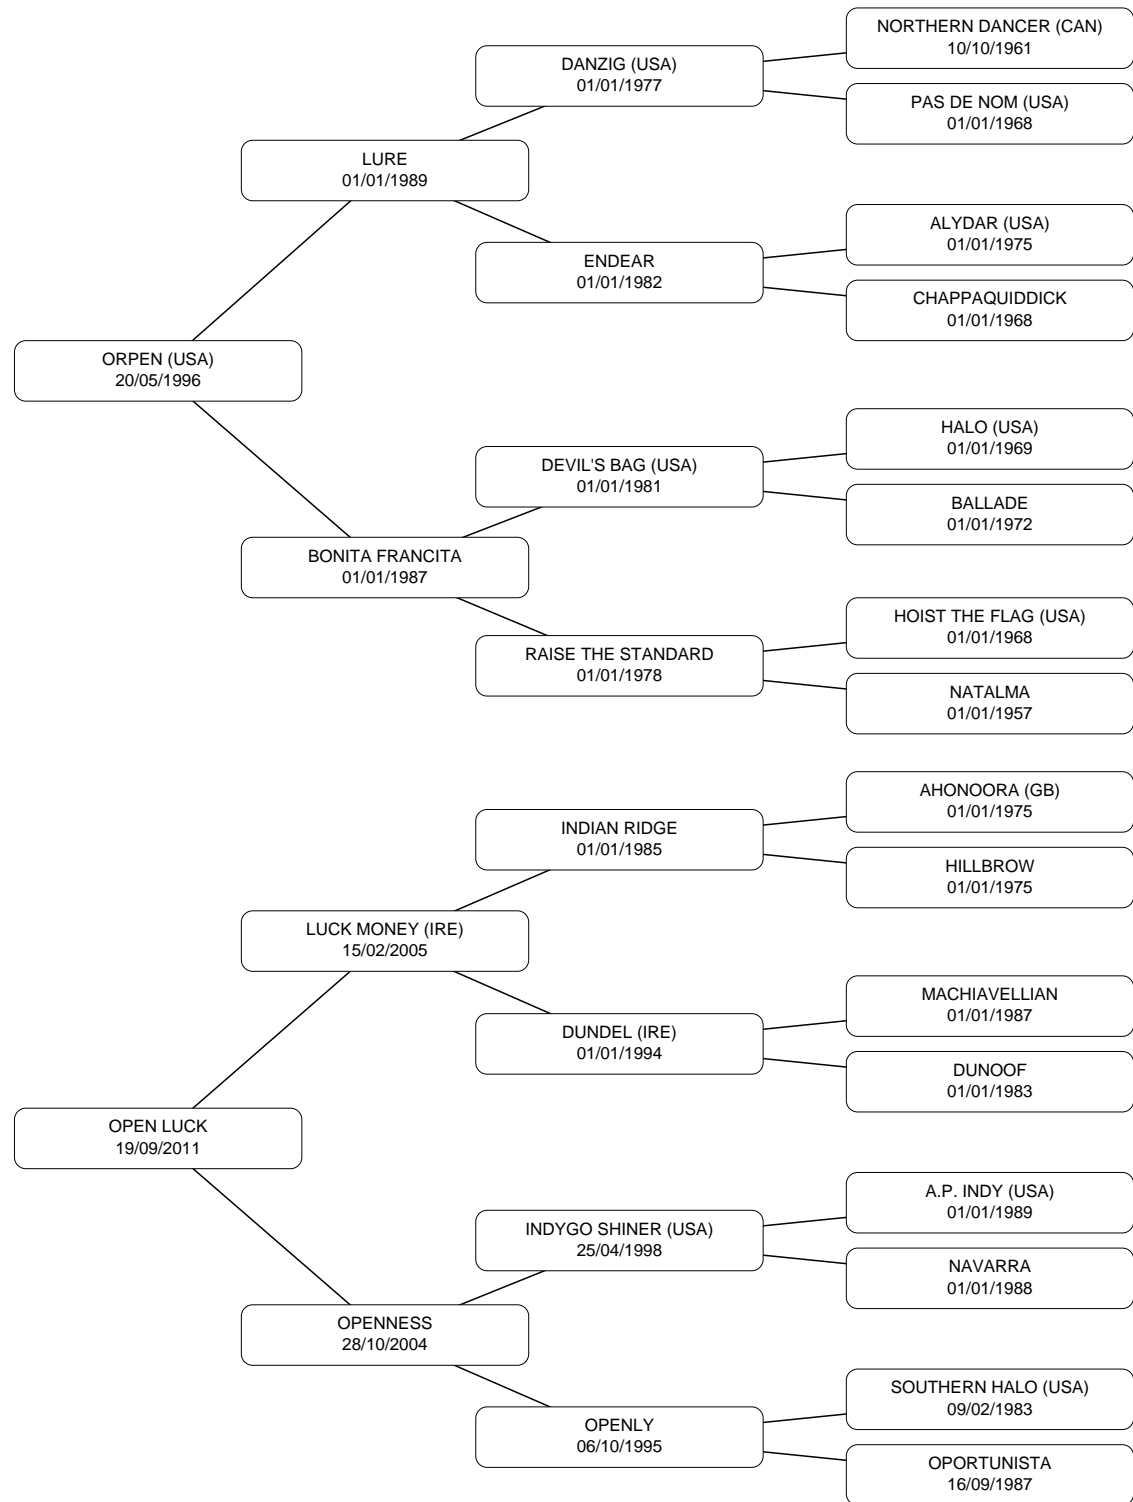 NORTHERN DANCER (CAN)
10/10/1961
DANZIG (USA)
01/01/1977
PAS DE NOM (USA)
01/01/1968
LURE
01/01/1989
ALYDAR (USA)
01/01/1975
ENDEAR
01/01/1982
CHAPPAQUIDDICK
01/01/1968
ORPEN (USA)
20/05/1996
HALO (USA)
01/01/1969
DEVIL'S BAG (USA)
01/01/1981
BALLADE
01/01/1972
BONITA FRANCITA
01/01/1987
HOIST THE FLAG (USA)
01/01/1968
RAISE THE STANDARD
01/01/1978
NATALMA
01/01/1957
AHONOORA (GB)
01/01/1975
INDIAN RIDGE
01/01/1985
HILLBROW
01/01/1975
LUCK MONEY (IRE)
15/02/2005
MACHIAVELLIAN
01/01/1987
DUNDEL (IRE)
01/01/1994
DUNOOF
01/01/1983
OPEN LUCK
19/09/2011
A.P. INDY (USA)
01/01/1989
INDYGO SHINER (USA)
25/04/1998
NAVARRA
01/01/1988
OPENNESS
28/10/2004
SOUTHERN HALO (USA)
09/02/1983
OPENLY
06/10/1995
OPORTUNISTA
16/09/1987